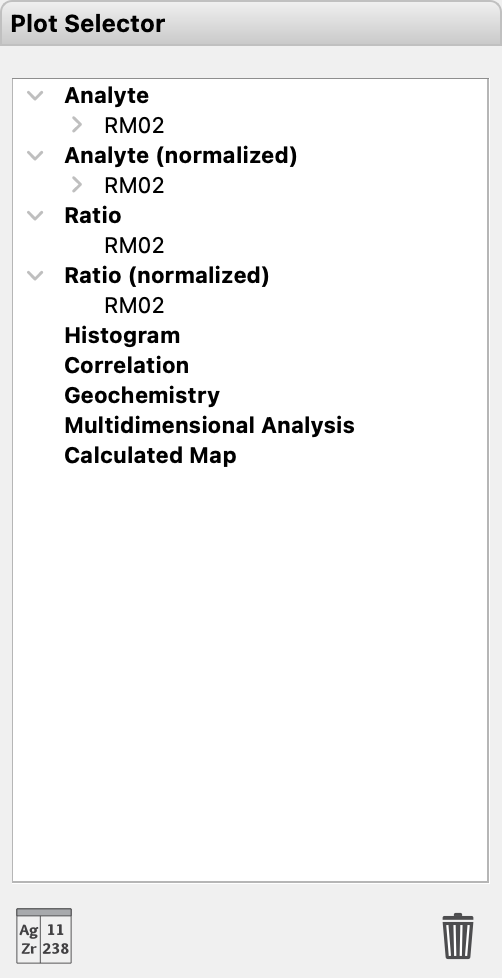 Plot Selector
Analyte
RM02
Analyte (normalized)
RM02
Ratio
RM02
Ratio (normalized)
RM02
Histogram
Correlation
Geochemistry
Multidimensional Analysis
Calculated Map
Ag 11
Zr 238